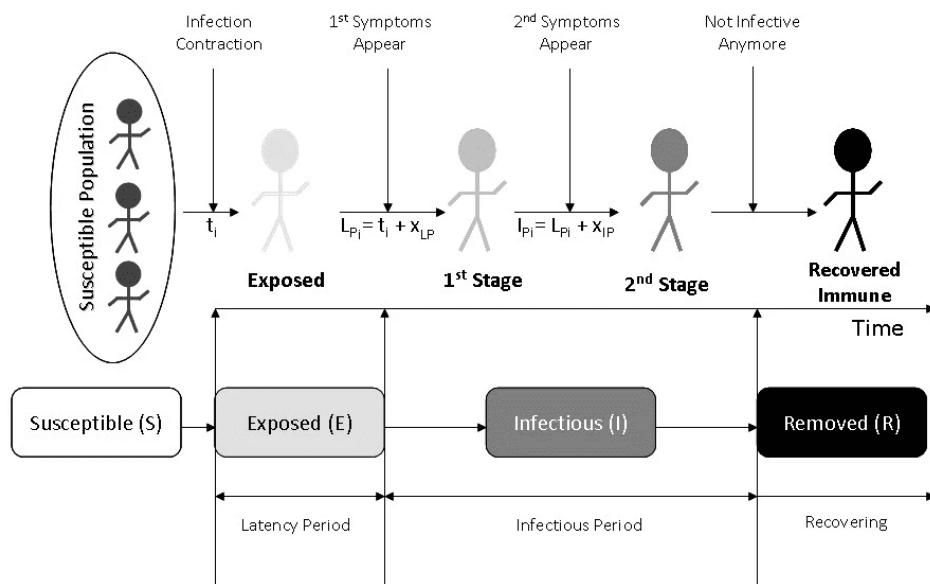 Infection
Contraction
1st Symptoms
Appear
2nd Symptoms
Appear
Not Infective
Anymore
Susceptible Population
ti
LPi = ti + xLP
IPi = LPi + xIP
Exposed
1st Stage
2nd Stage
Recovered
Immune
Time
Susceptible (S)
Exposed (E)
Infectious (I)
Removed (R)
Latency Period
Infectious Period
Recovering